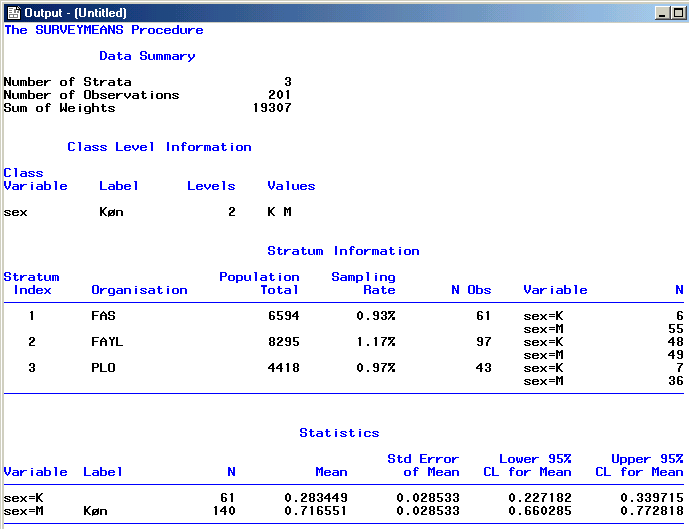 Output - (Untitled)
The SURVEYMEANS Procedure
Data Summary
Number of Strata 3
Number of Observations 201
Sum of Weights 19307
Class Level Information
Class
Variable Label Levels Values
sex Køn 2 K M
Stratum Information
Stratum Population Sampling
Index Organisation Total Rate N Obs Variable N
1 FAS 6594 0.93% 61 sex=K 6
sex=M 55
2 FAYL 8295 1.17% 97 sex=K 48
sex=M 49
3 PLO 4418 0.97% 43 sex=K 7
sex=M 36
Statistics
Std Error Lower 95% Upper 95%
Variable Label N Mean of Mean CL for Mean CL for Mean
sex=K 61 0.283449 0.028533 0.227182 0.339715
sex=M Køn 140 0.716551 0.028533 0.660285 0.772818